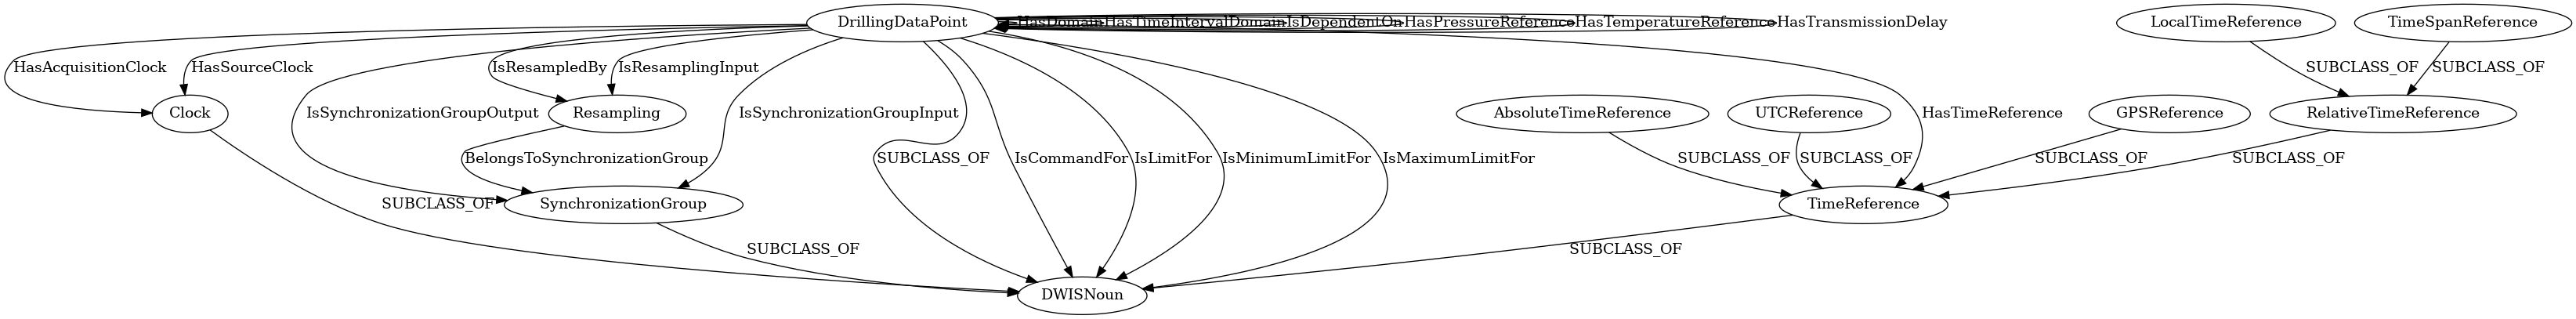 DrillingDataPoint
HasDomain
HasTimeIntervalDomain
IsDependentOn
HasPressureReference
HasTemperatureReference
HasTransmissionDelay
LocalTimeReference
TimeSpanReference
HasAcquisitionClock
HasSourceClock
IsResampledBy
IsResamplingInput
SUBCLASS_OF
SUBCLASS_OF
Clock
IsSynchronizationGroupOutput
Resampling
IsSynchronizationGroupInput
AbsoluteTimeReference
UTCReference
HasTimeReference
GPSReference
RelativeTimeReference
BelongsToSynchronizationGroup
SUBCLASS_OF
IsCommandFor
IsLimitFor
IsMinimumLimitFor
IsMaximumLimitFor
SUBCLASS_OF
SUBCLASS_OF
SUBCLASS_OF
SUBCLASS_OF
SUBCLASS_OF
SynchronizationGroup
TimeReference
SUBCLASS_OF
SUBCLASS_OF
DWISNoun